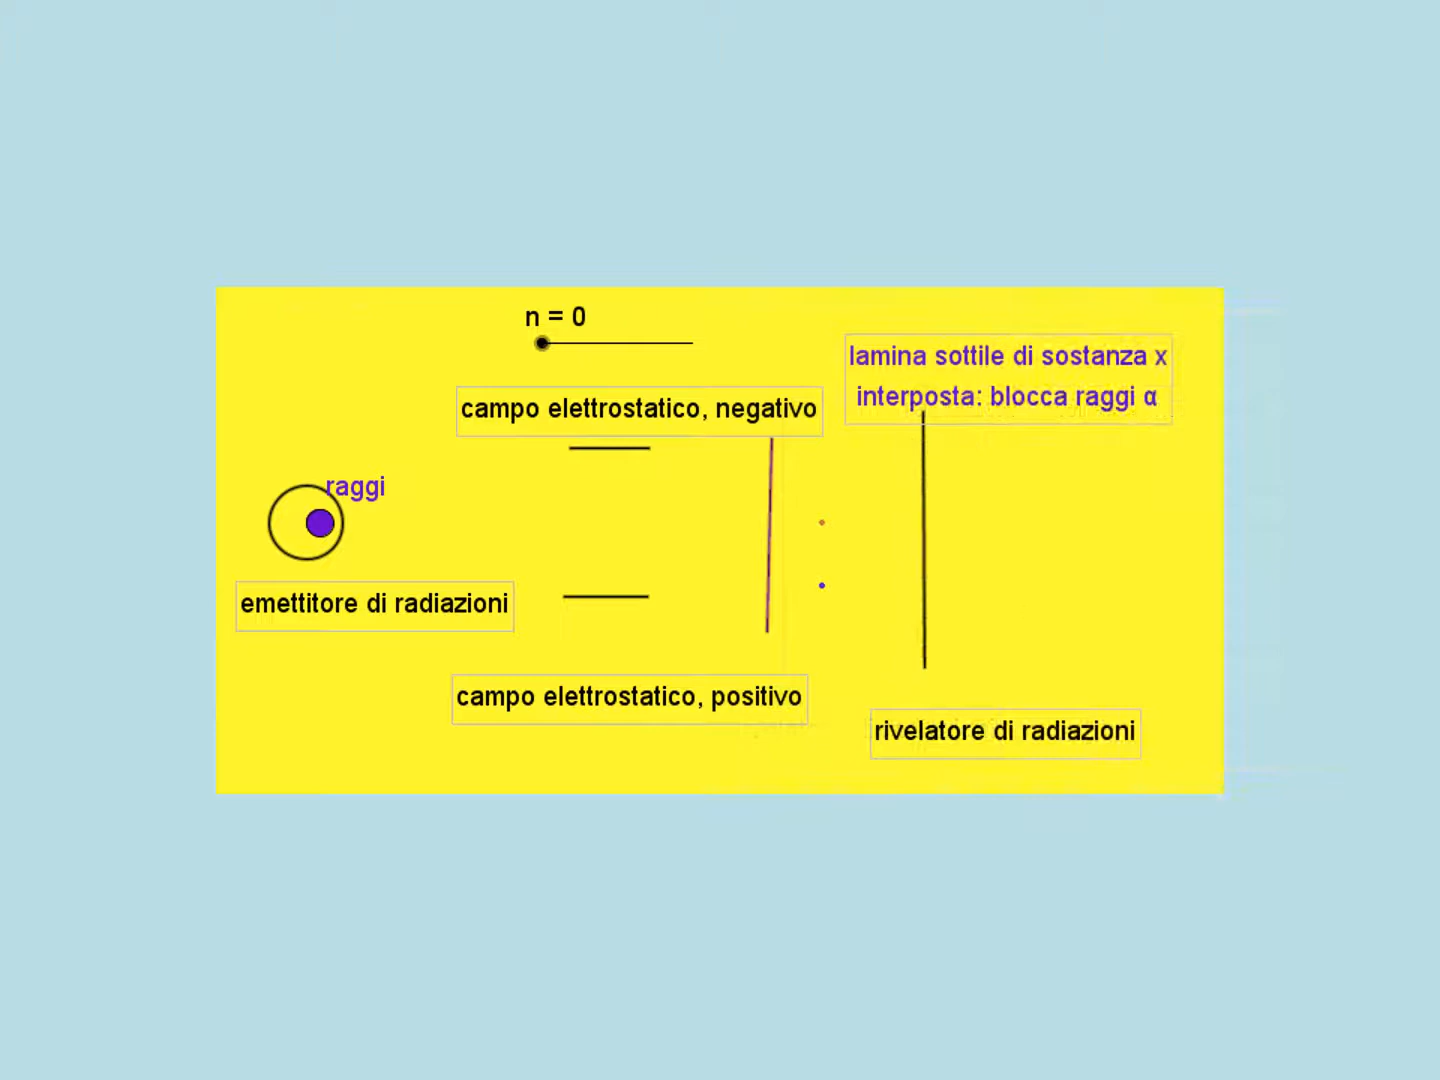 n = 0
lamina sottile di sostanza x
interposta: blocca raggi α
campo elettrostatico, negativo
raggi
emettitore di radiazioni
campo elettrostatico, positivo
rivelatore di radiazioni